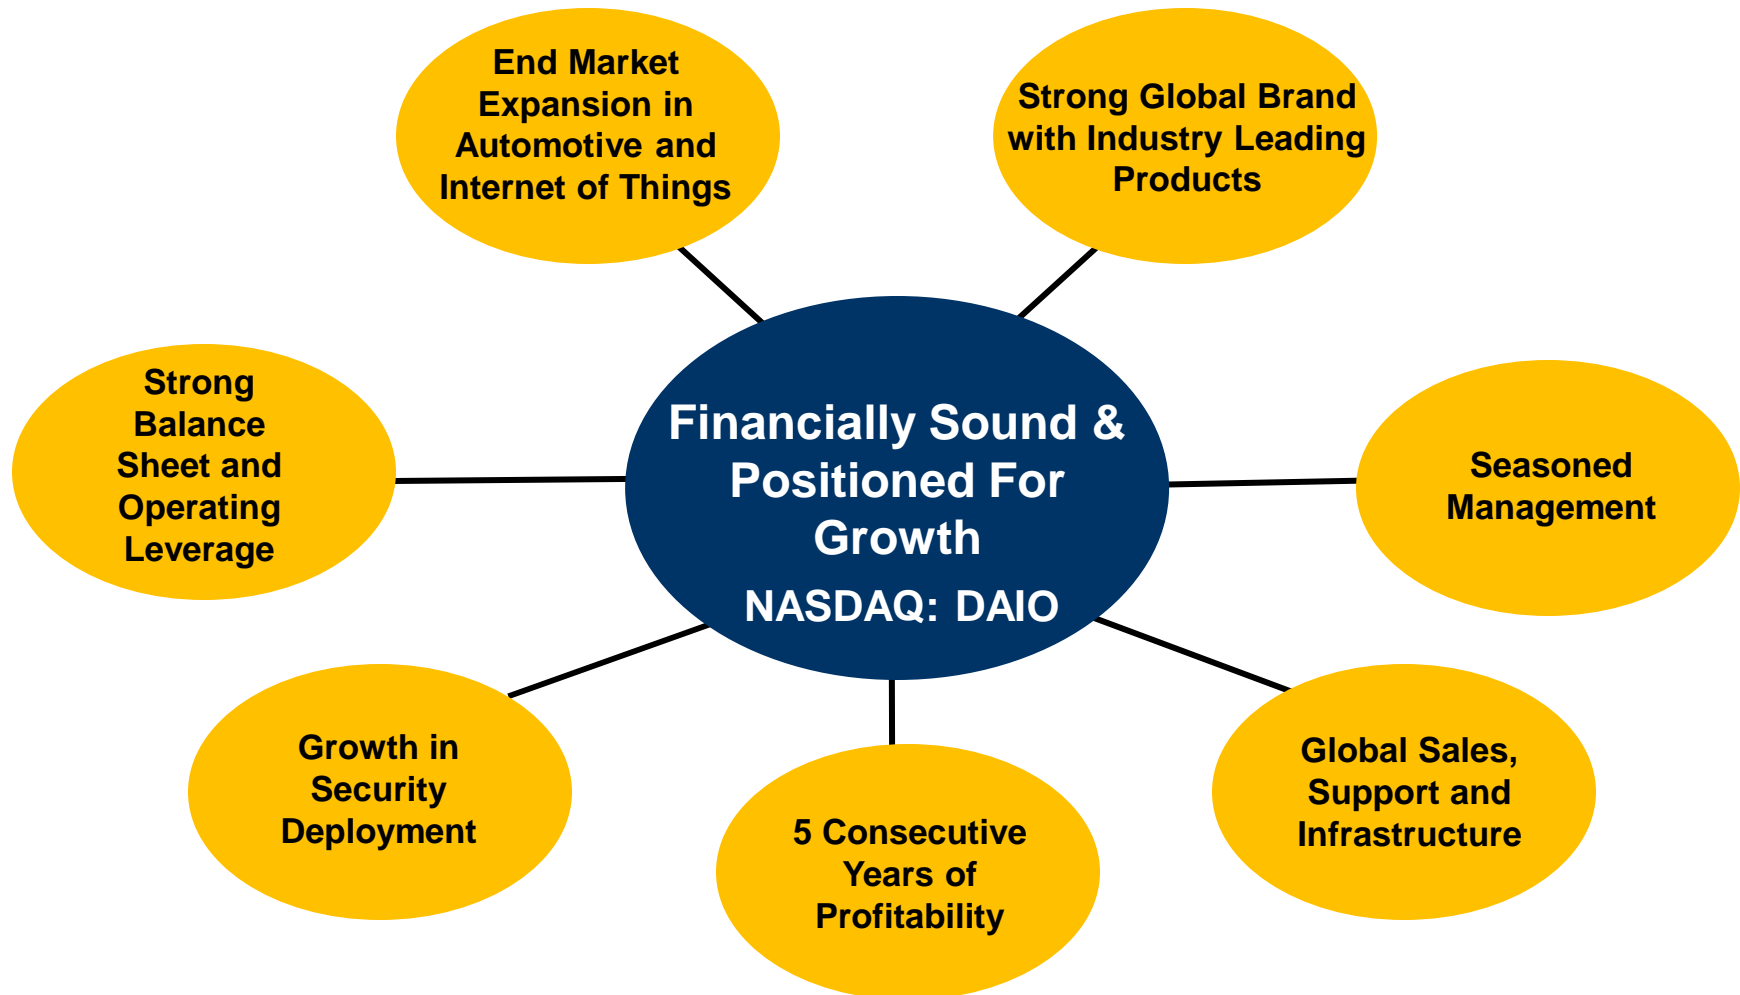 End Market
Expansion in
Automotive and
Internet of Things
Strong Global Brand
with Industry Leading
Products
Strong
Balance
Sheet and
Operating
Leverage
Financially Sound &
Positioned For
Growth
NASDAQ: DAIO
Seasoned
Management
Growth in
Security
Deployment
5 Consecutive
Years of
Profitability
Global Sales,
Support and
Infrastructure